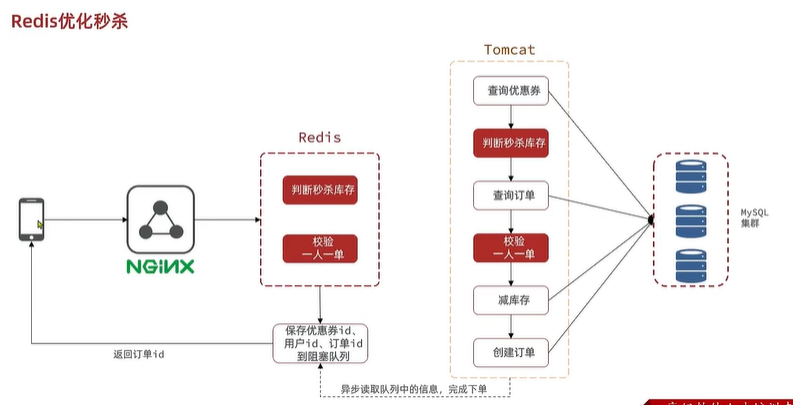 Redis优化秒杀
Tomcat
查询优惠券
判断秒杀库存
查询订单
校验
一人一单
减库存
创建订单
Redis
判断秒杀库存
校验
一人一单
NGINX
MySQL
集群
保存优惠券id、
用户id、订单id
到阻塞队列
返回订单id
异步读取队列中的信息，完成下单